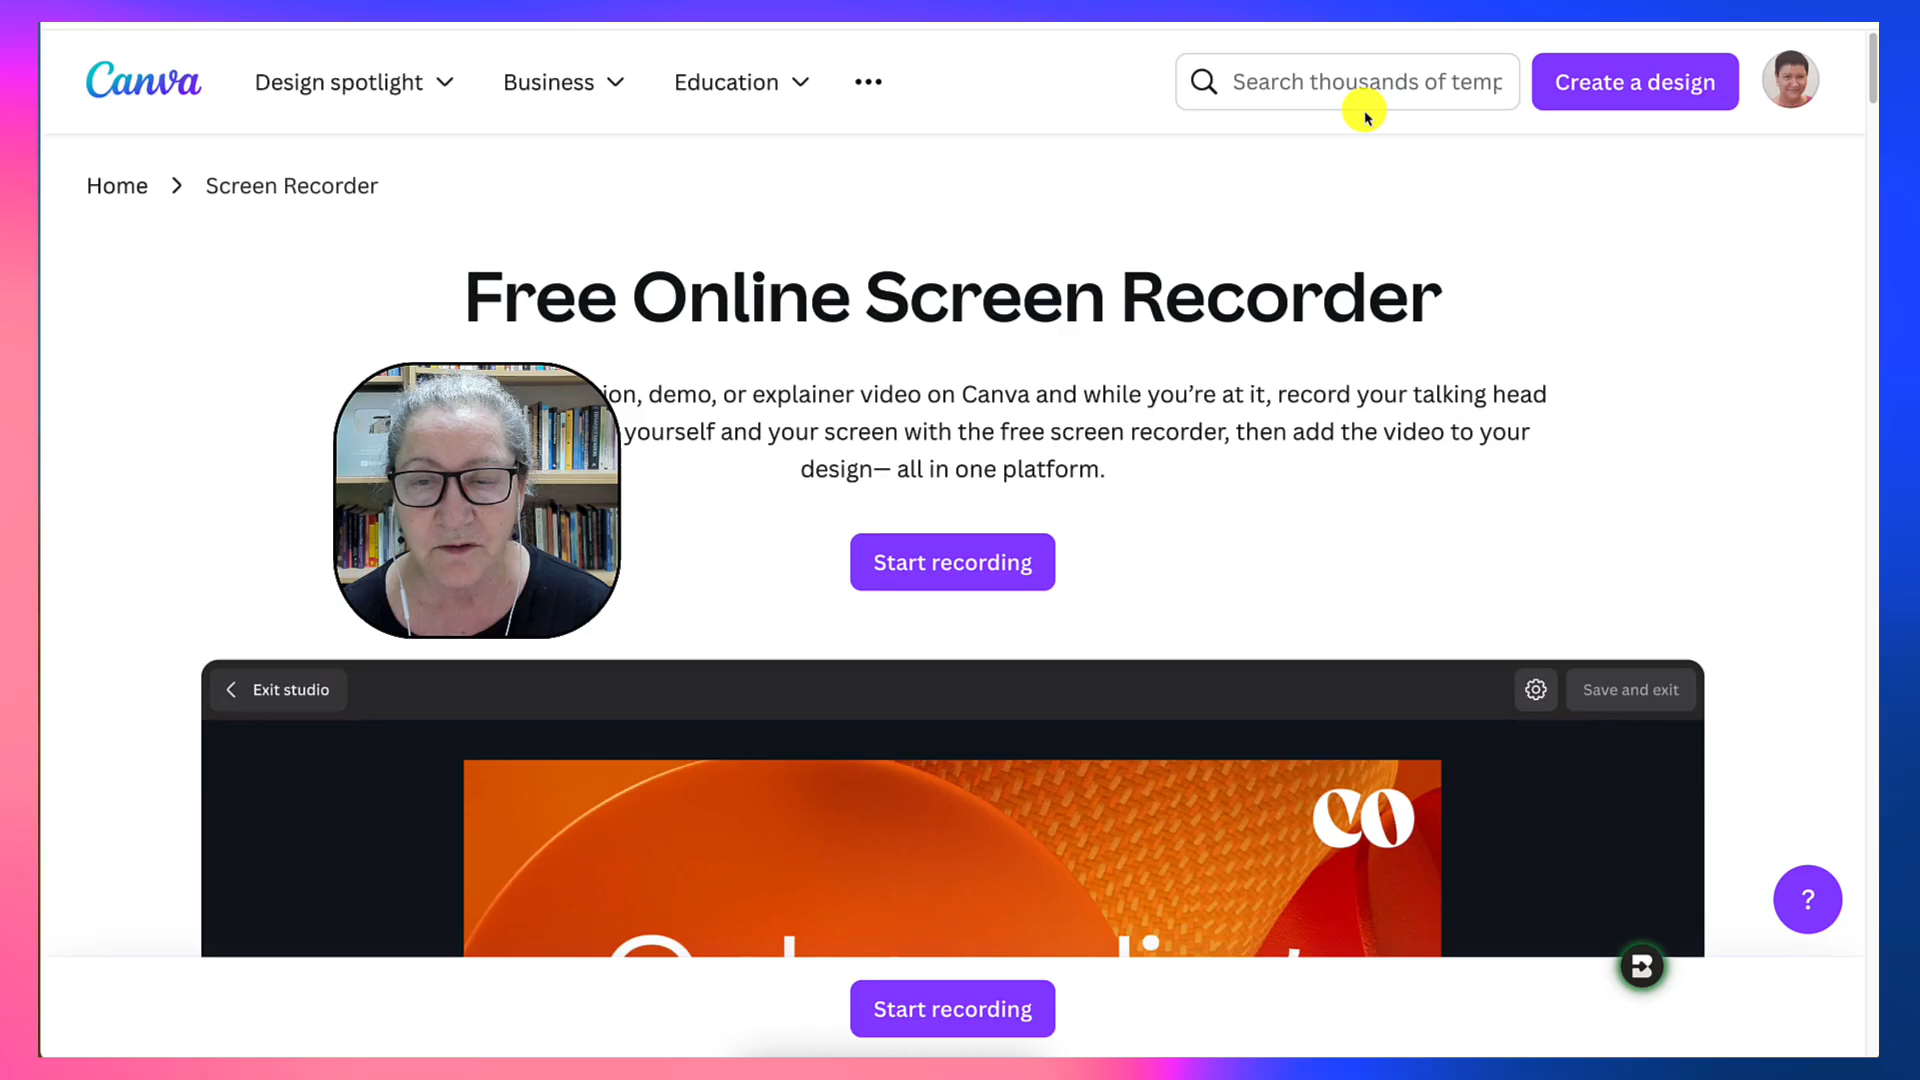 Canva
Design spotlight
Business
Education
Search thousands of temp
Create a design
Home
Screen Recorder
Free Online Screen Recorder
ion, demo, or explainer video on Canva and while you’re at it, record your talking head
yourself and your screen with the free screen recorder, then add the video to your
design— all in one platform.
Start recording
Exit studio
Save and exit
CO
?
B
Start recording